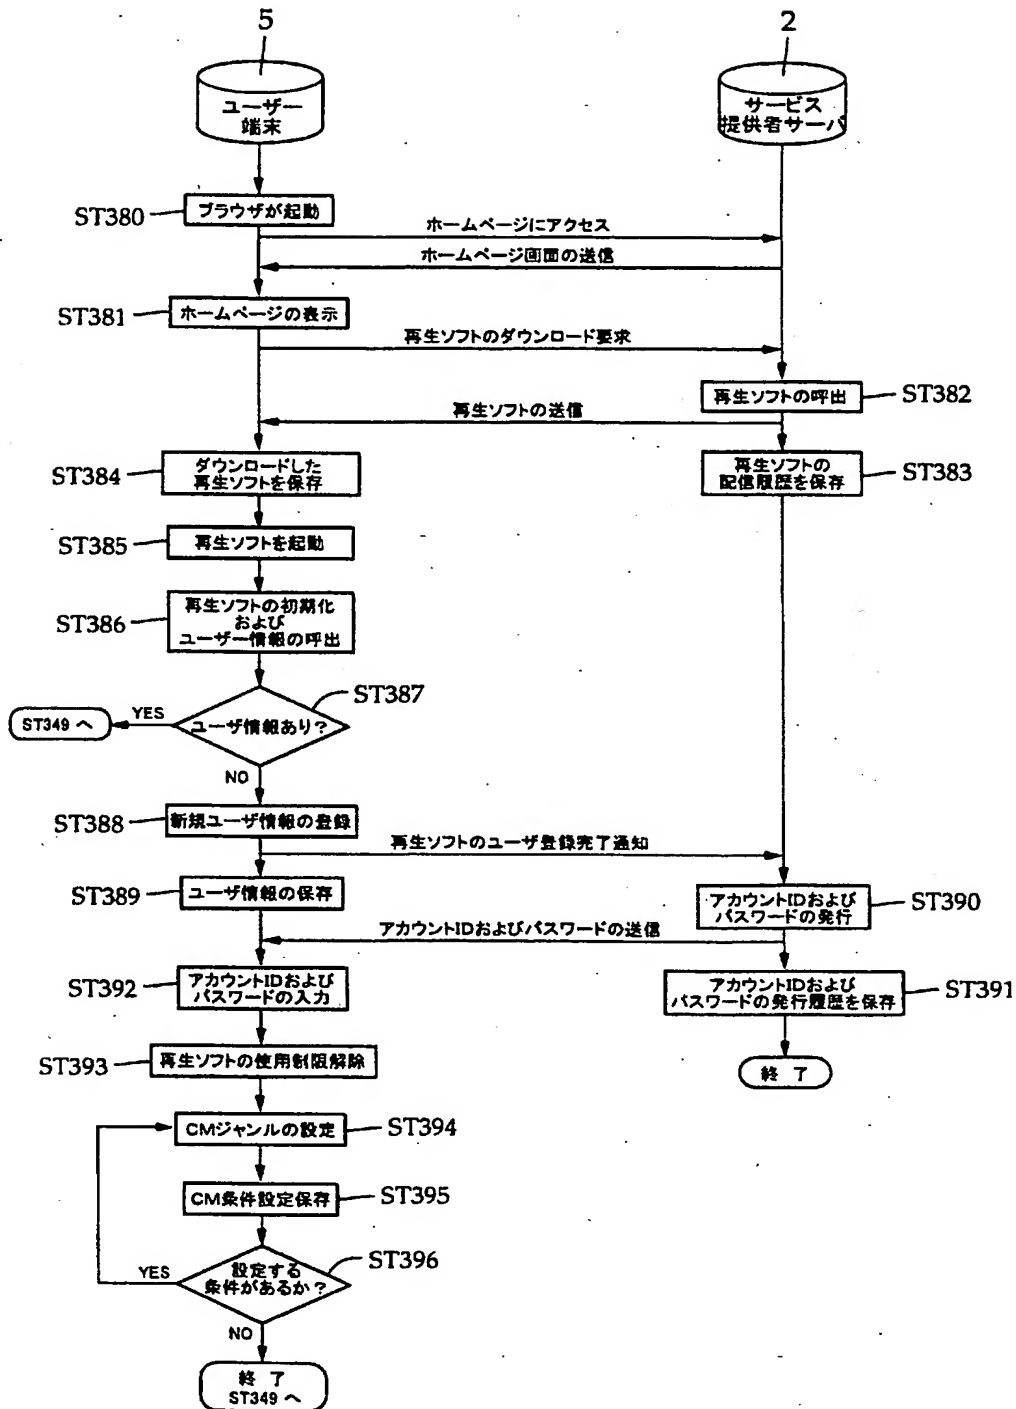 5
2
ユーザー
端末
サービス
提供者サーバ
ST380
ブラウザが起動
ホームページにアクセス
ホームページ画面の送信
ST381
ホームページの表示
再生ソフトのダウンロード要求
再生ソフトの呼出
ST382
再生ソフトの送信
ST384
ダウンロードした
再生ソフトを保存
再生ソフトの
配信履歴を保存
ST383
ST385
再生ソフトを起動
ST386
再生ソフトの初期化
および
ユーザー情報の呼出
ST387
ST349 へ
YES
ユーザ情報あり?
NO
ST388
新規ユーザ情報の登録
再生ソフトのユーザ登録完了通知
ST389
ユーザ情報の保存
アカウントIDおよび
パスワードの発行
ST390
アカウントIDおよびパスワードの送信
ST392
アカウントIDおよび
パスワードの入力
アカウントIDおよび
パスワードの発行履歴を保存
ST391
ST393
再生ソフトの使用制限解除
終 了
CMジャンルの設定
ST394
CM条件設定保存
ST395
ST396
YES
設定する
条件があるか?
NO
終 了
ST349 へ